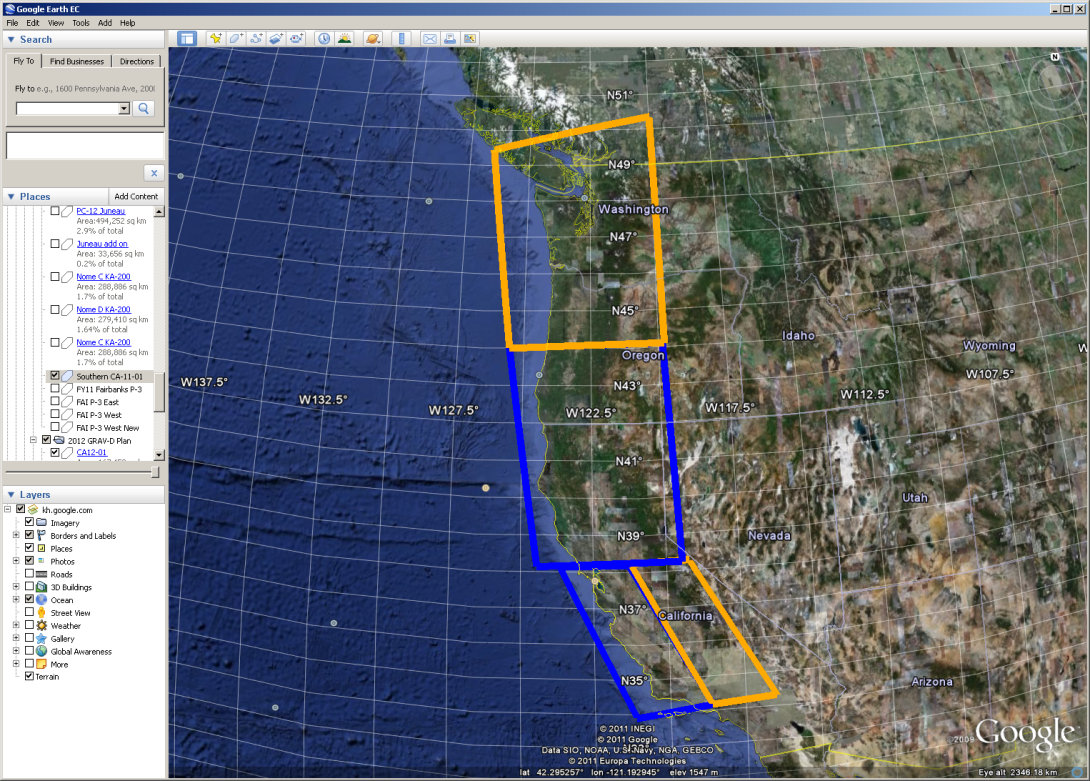 Google Earth EC
File Edit View Tools Add Help
Search
Fly To Find Businesses Directions
Fly to e.g., 1600 Pennsylvania Ave, 200
Places Add Content
PC-12 Juneau
Area:494,252 sq km
2.9% of total
Juneau add on
Area: 33,656 sq km
0.2% of total
Nome C KA-200
Area: 288,886 sq km
1.7% of total
Nome D KA-200
Area: 279,410 sq km
1.64% of total
Nome C KA-200
Area: 288,886 sq km
1.7% of total
Southern CA-11-01
FY11 Fairbanks P-3
FAI P-3 East
FAI P-3 West
FAI P-3 West New
2012 GRAV-D Plan
CA12-01
Layers
kh.google.com
Imagery
Borders and Labels
Places
Photos
Roads
3D Buildings
Ocean
Street View
Weather
Gallery
Global Awareness
More
Terrain
N
N51°
N49°
Washington
N47°
N45°
Idaho
Oregon
Wyoming
W137.5°
W132.5°
W127.5°
N43°
W122.5°
W117.5°
W112.5°
W107.5°
N41°
Utah
N39°
Nevada
N37°
California
N35°
Arizona
© 2011 INEGI
© 2011 Google
Data SIO, NOAA, U.S. Navy, NGA, GEBCO
© 2011 Europa Technologies
©2009 Google
lat 42.295257° lon -121.192945° elev 1547 m
Eye alt 2346.18 km